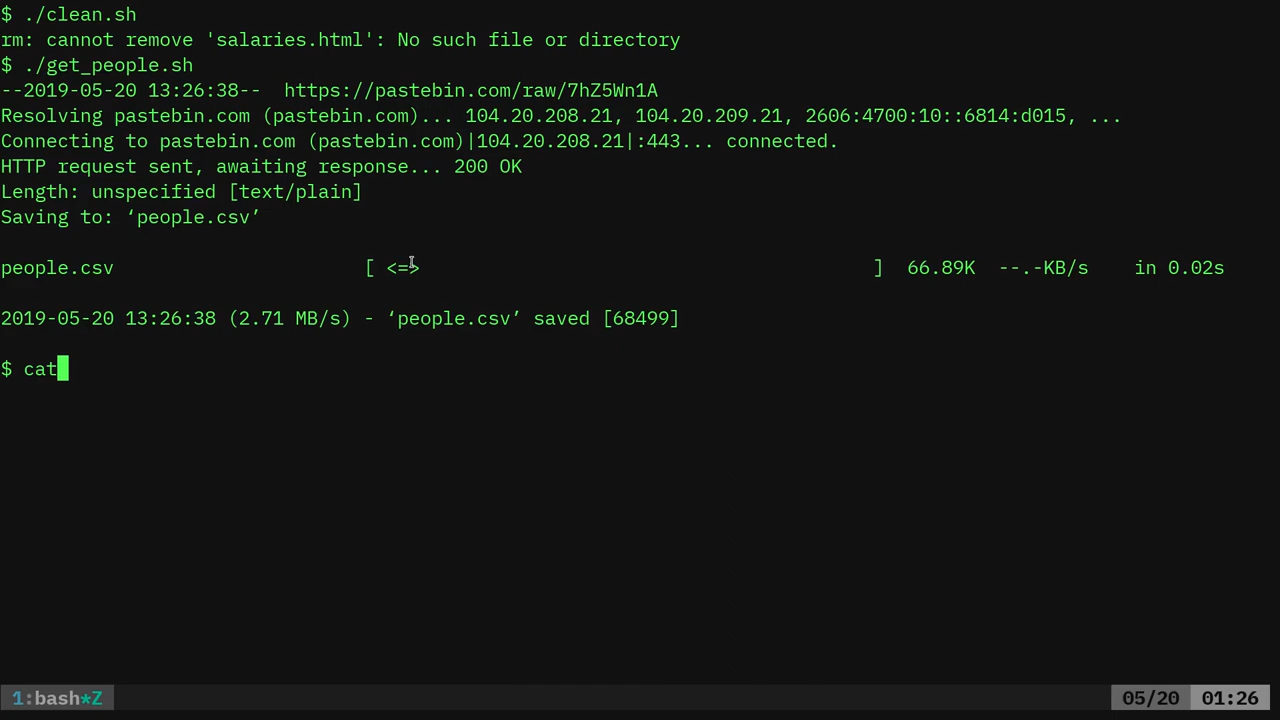 $ ./clean.sh
rm: cannot remove 'salaries.html': No such file or directory
$ ./get_people.sh
--2019-05-20 13:26:38--  https://pastebin.com/raw/7hZ5Wn1A
Resolving pastebin.com (pastebin.com)... 104.20.208.21, 104.20.209.21, 2606:4700:10::6814:d015, ...
Connecting to pastebin.com (pastebin.com)|104.20.208.21|:443... connected.
HTTP request sent, awaiting response... 200 OK
Length: unspecified [text/plain]
Saving to: ‘people.csv’
people.csv                      [ <=>                                        ]  66.89K  --.-KB/s    in 0.02s
2019-05-20 13:26:38 (2.71 MB/s) - ‘people.csv’ saved [68499]
$ cat
1:bash*Z 05/20 01:26